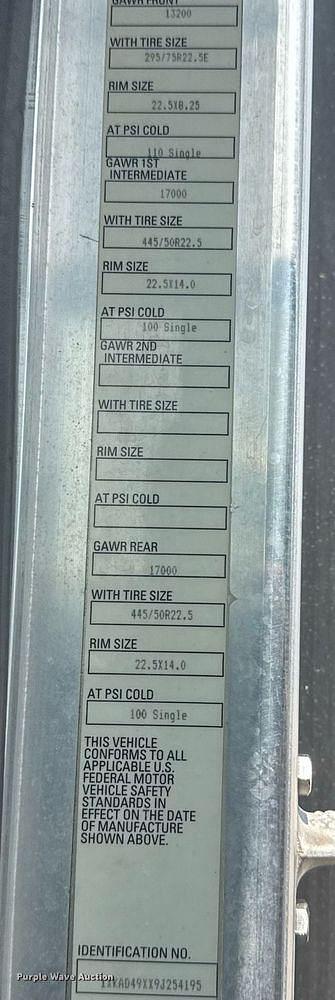 GAWR FRONT
13200
WITH TIRE SIZE
295/75R22.5E
RIM SIZE
22.5X8.25
AT PSI COLD
110 Single
GAWR 1ST
INTERMEDIATE
17000
WITH TIRE SIZE
445/50R22.5
RIM SIZE
22.5X14.0
AT PSI COLD
100 Single
GAWR 2ND
INTERMEDIATE
WITH TIRE SIZE
RIM SIZE
AT PSI COLD
GAWR REAR
17000
WITH TIRE SIZE
445/50R22.5
RIM SIZE
22.5X14.0
AT PSI COLD
100 Single
THIS VEHICLE
CONFORMS TO ALL
APPLICABLE U.S.
FEDERAL MOTOR
VEHICLE SAFETY
STANDARDS IN
EFFECT ON THE DATE
OF MANUFACTURE
SHOWN ABOVE.
IDENTIFICATION NO.
1XKAD49XX9J254195
Purple Wave Auction